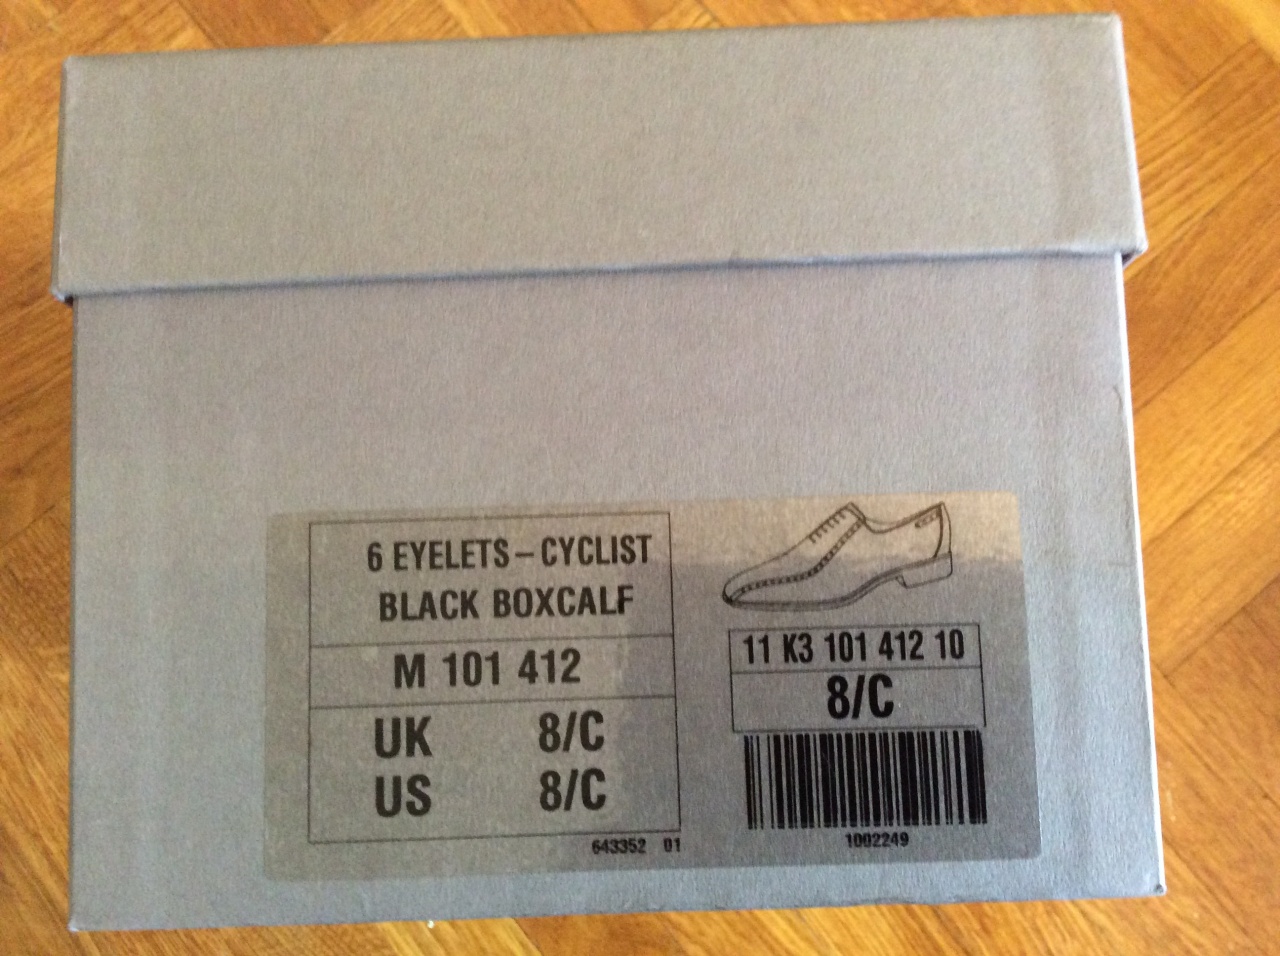 6 EYELETS – CYCLIST
BLACK BOXCALF
M 101 412
UK 8/C
US 8/C
643352 01
11 K3 101 412 10
8/C
1002249